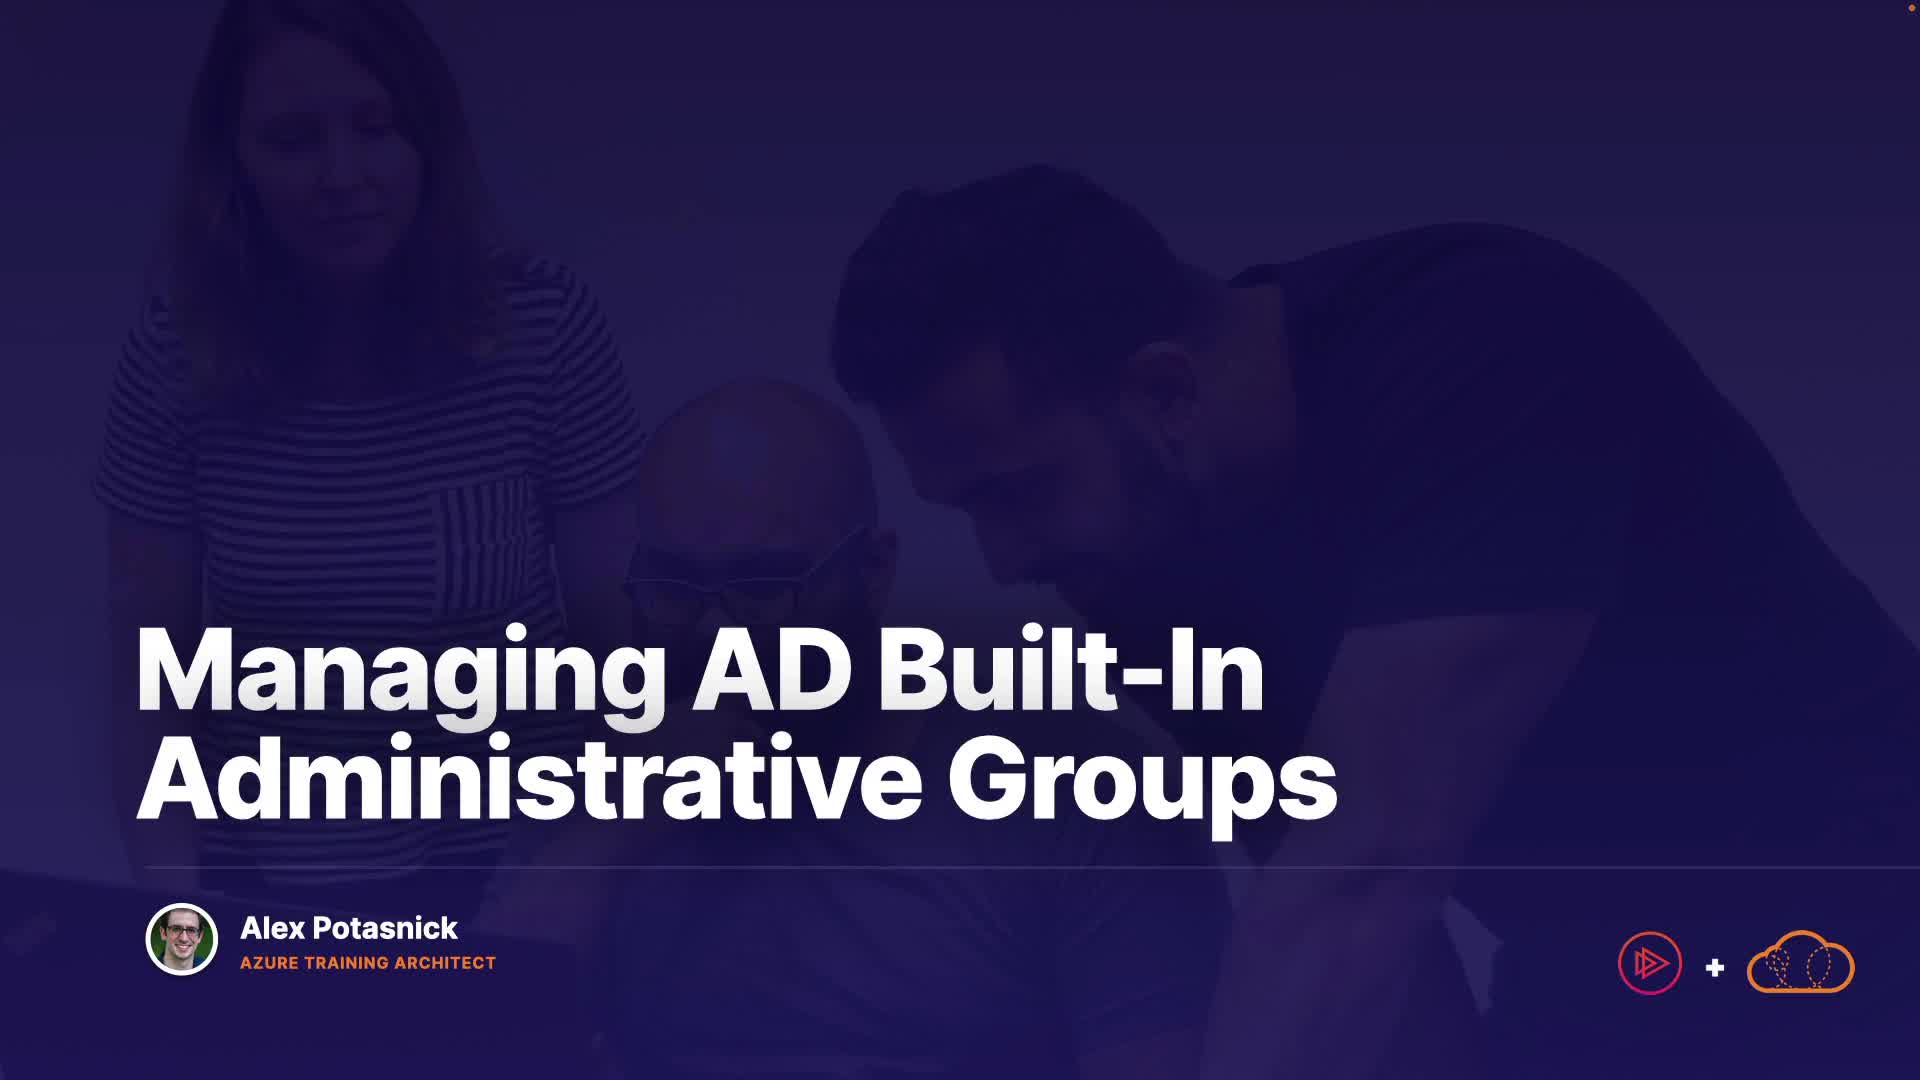 Managing AD Built-In
Administrative Groups
Alex Potasnick
AZURE TRAINING ARCHITECT
+